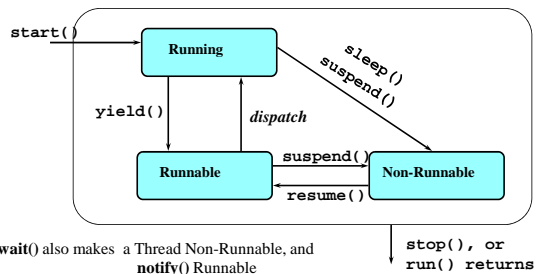 start()
Running
sleep()
suspend()
yield()
dispatch
Runnable
suspend()
Non-Runnable
resume()
wait() also makes a Thread Non-Runnable, and
notify() Runnable
stop(), or
run() returns